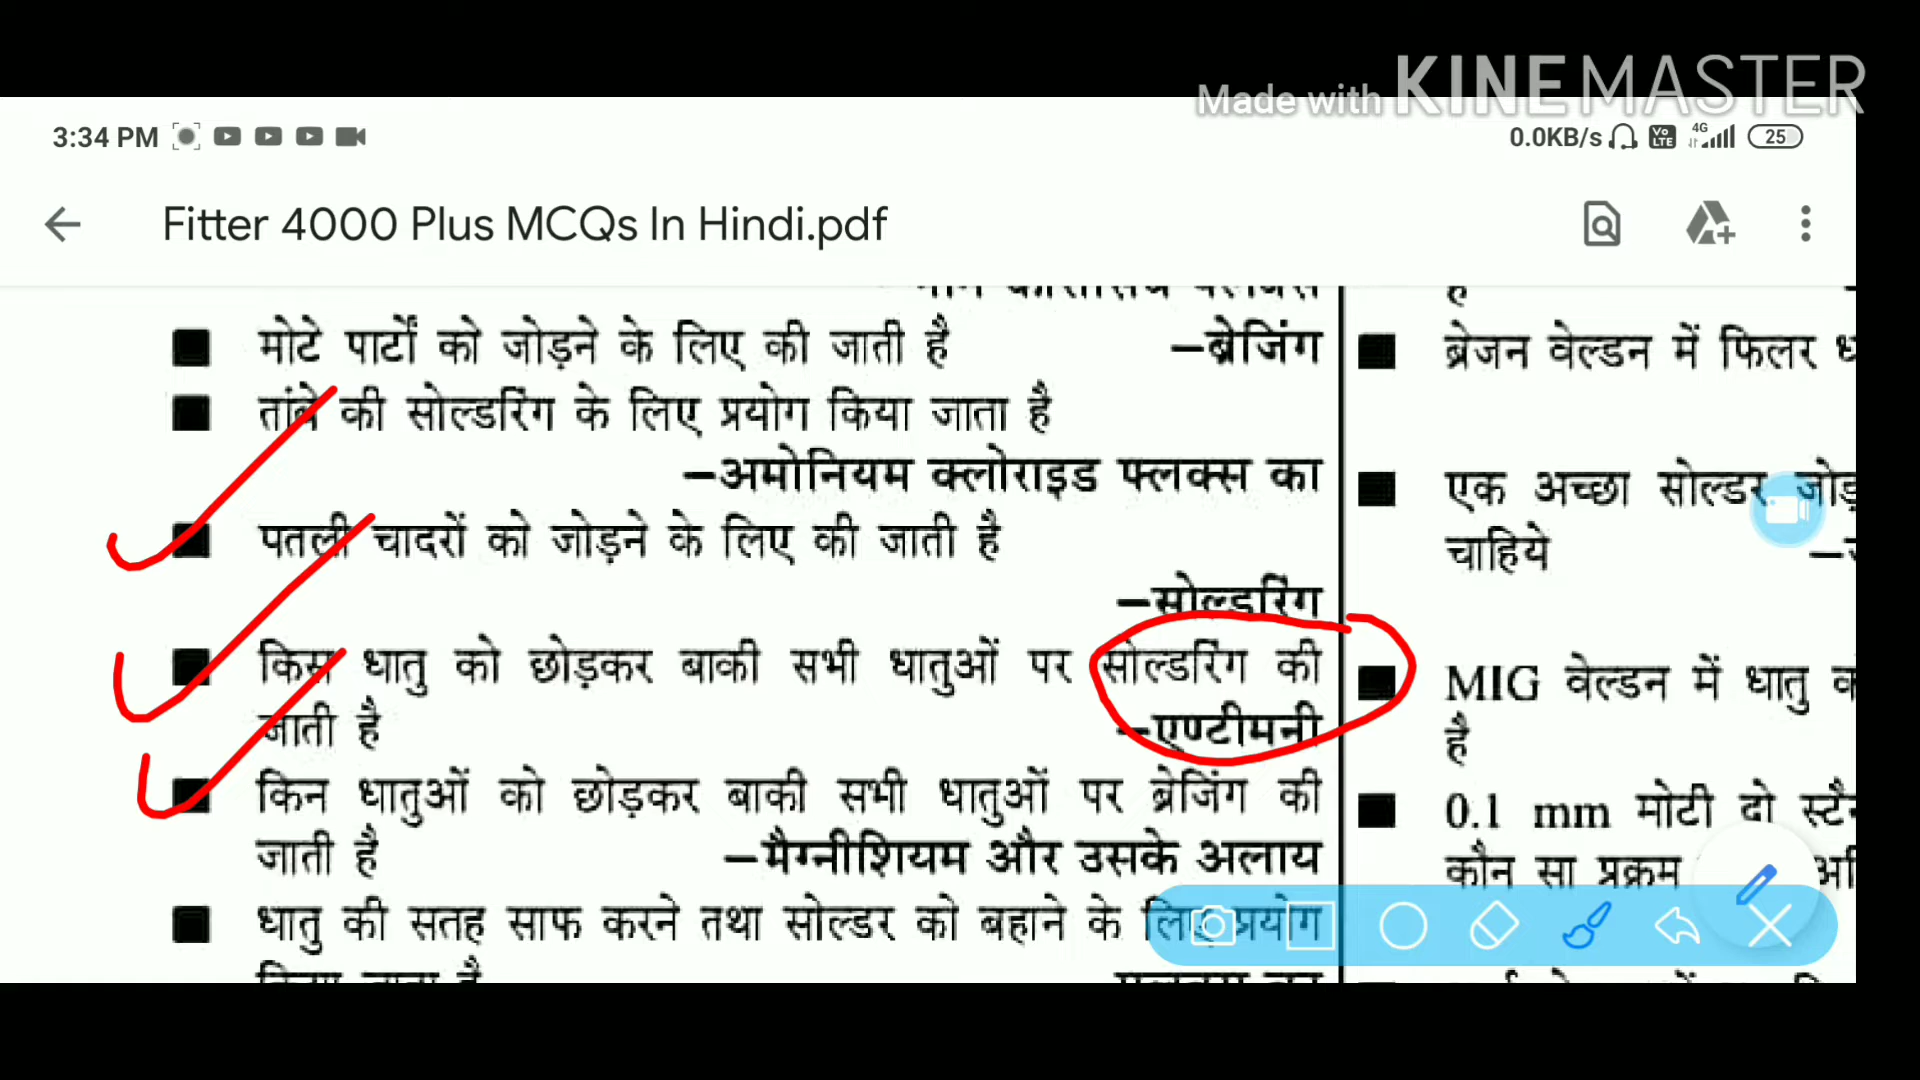 Made with KINEMASTER
3:34 PM
0.0KB/s Vo LTE 4G 25
Fitter 4000 Plus MCQs In Hindi.pdf
मोटे पार्टों को जोड़ने के लिए की जाती है –ब्रेजिंग
तांबे की सोल्डरिंग के लिए प्रयोग किया जाता है
–अमोनियम क्लोराइड फ्लक्स का
पतली चादरों को जोड़ने के लिए की जाती है
–सोल्डरिंग
किस धातु को छोड़कर बाकी सभी धातुओं पर सोल्डरिंग की
जाती है –एण्टीमनी
किन धातुओं को छोड़कर बाकी सभी धातुओं पर ब्रेजिंग की
जाती है –मैग्नीशियम और उसके अलाय
धातु की सतह साफ करने तथा सोल्डर को बहाने के लिए प्रयोग
है
ब्रेजन वेल्डन में फिलर
एक अच्छा सोल्डर जोड़
चाहिये
MIG वेल्डन में धातु
है
0.1 mm मोटी दो
कौन सा प्रक्रम